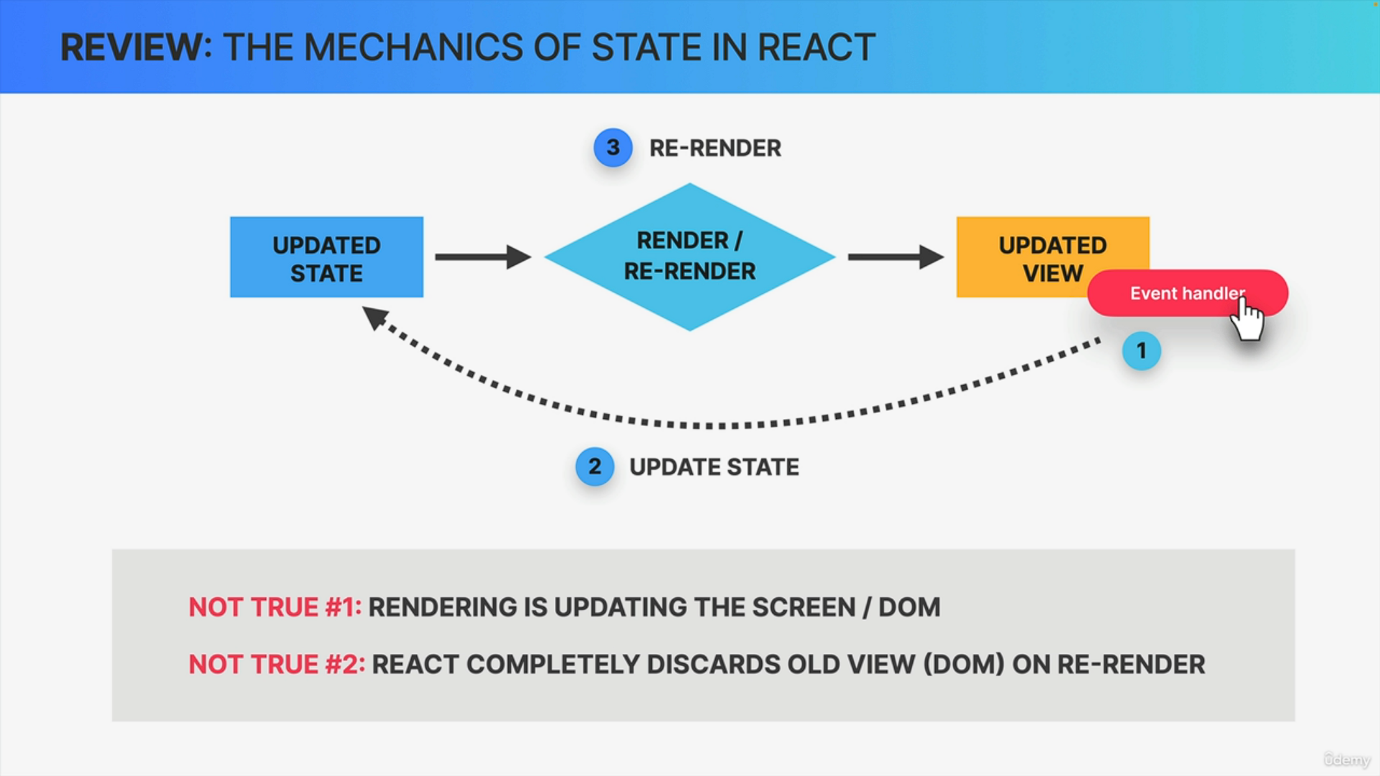 REVIEW: THE MECHANICS OF STATE IN REACT
3 RE-RENDER
UPDATED
STATE
RENDER /
RE-RENDER
UPDATED
VIEW
Event handler
1
2 UPDATE STATE
NOT TRUE #1: RENDERING IS UPDATING THE SCREEN / DOM
NOT TRUE #2: REACT COMPLETELY DISCARDS OLD VIEW (DOM) ON RE-RENDER
ûdemy